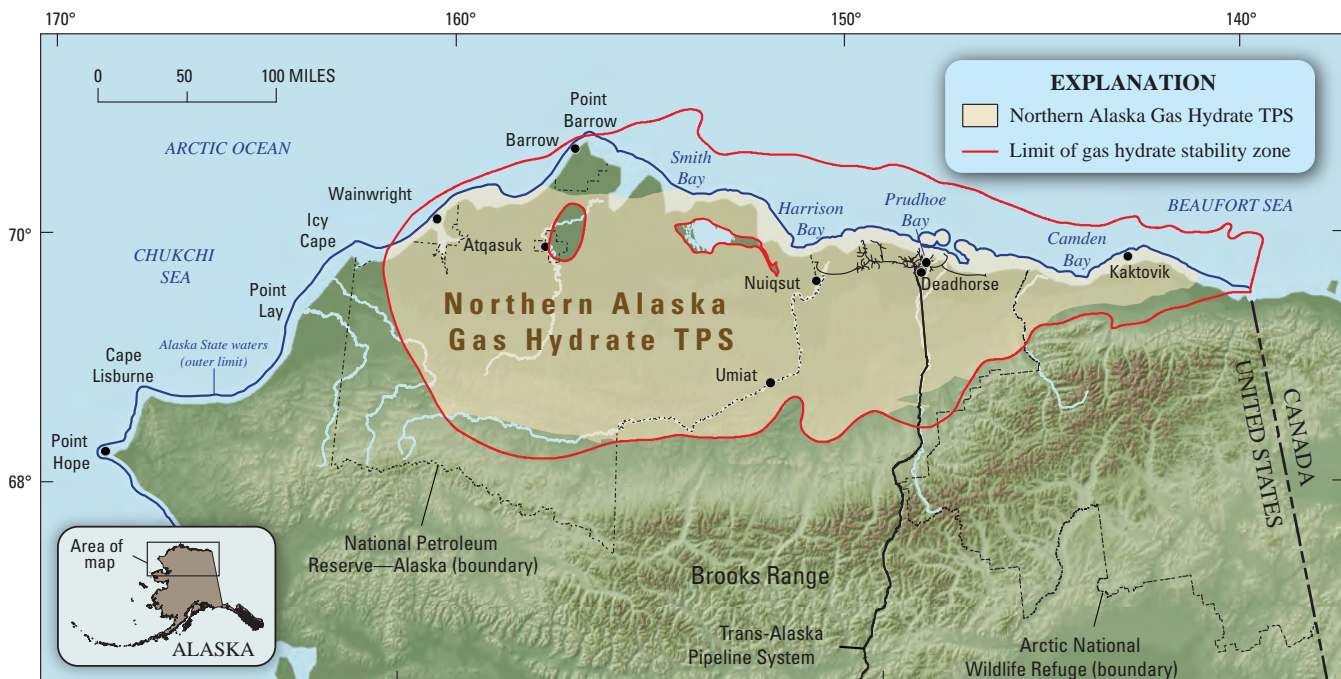 170°
160°
150°
140°
0 50 100 MILES
EXPLANATION
Northern Alaska Gas Hydrate TPS
Limit of gas hydrate stability zone
Point
Barrow
Barrow
ARCTIC OCEAN
Smith
Bay
Wainwright
Harrison
Bay
Prudhoe
Bay
BEAUFORT SEA
Icy
Cape
70°
Atqasuk
Camden
Bay
CHUKCHI
SEA
Kaktovik
Nuiqsut
Deadhorse
Point
Lay
Northern Alaska
Gas Hydrate TPS
Alaska State waters
(outer limit)
Cape
Lisburne
Umiat
CANADA
UNITED STATES
Point
Hope
68°
Area of
map
ALASKA
National Petroleum
Reserve—Alaska (boundary)
Brooks Range
Trans-Alaska
Pipeline System
Arctic National
Wildlife Refuge (boundary)